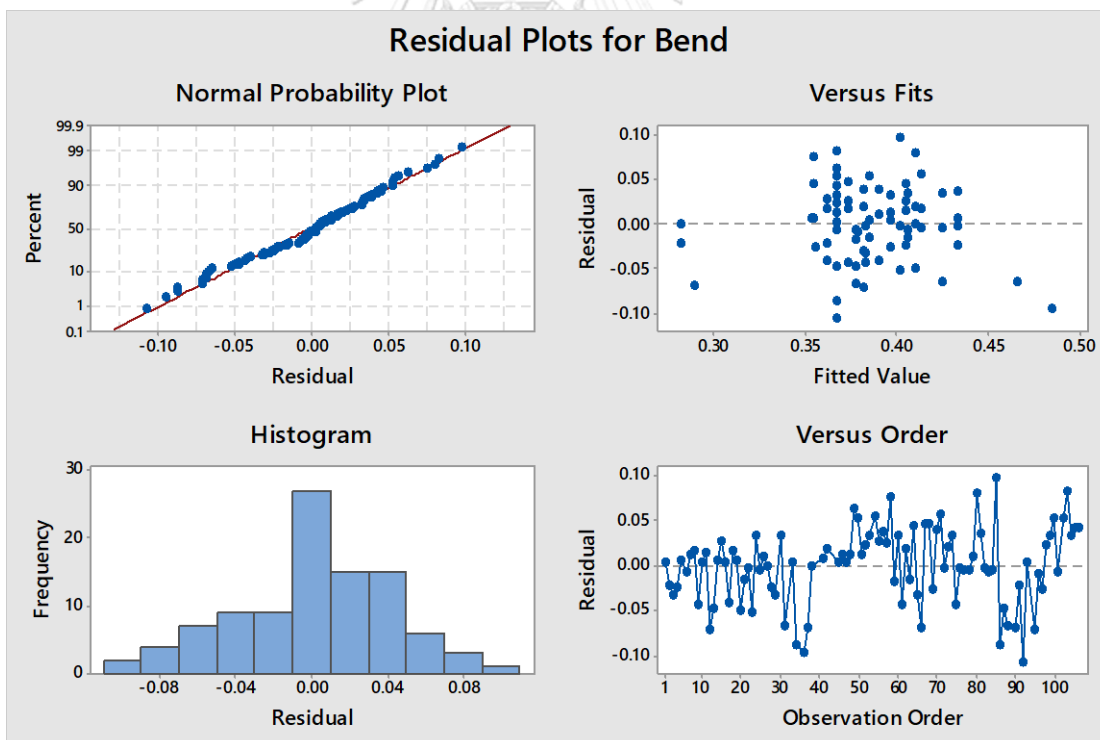 Residual Plots for Bend
Normal Probability Plot
99.9
99
90
50
10
1
0.1
Percent
-0.10 -0.05 0.00 0.05 0.10
Residual
Versus Fits
0.10
0.05
0.00
-0.05
-0.10
Residual
0.30 0.35 0.40 0.45 0.50
Fitted Value
Histogram
30
20
10
0
Frequency
-0.08 -0.04 0.00 0.04 0.08
Residual
Versus Order
0.10
0.05
0.00
-0.05
-0.10
Residual
1 10 20 30 40 50 60 70 80 90 100
Observation Order